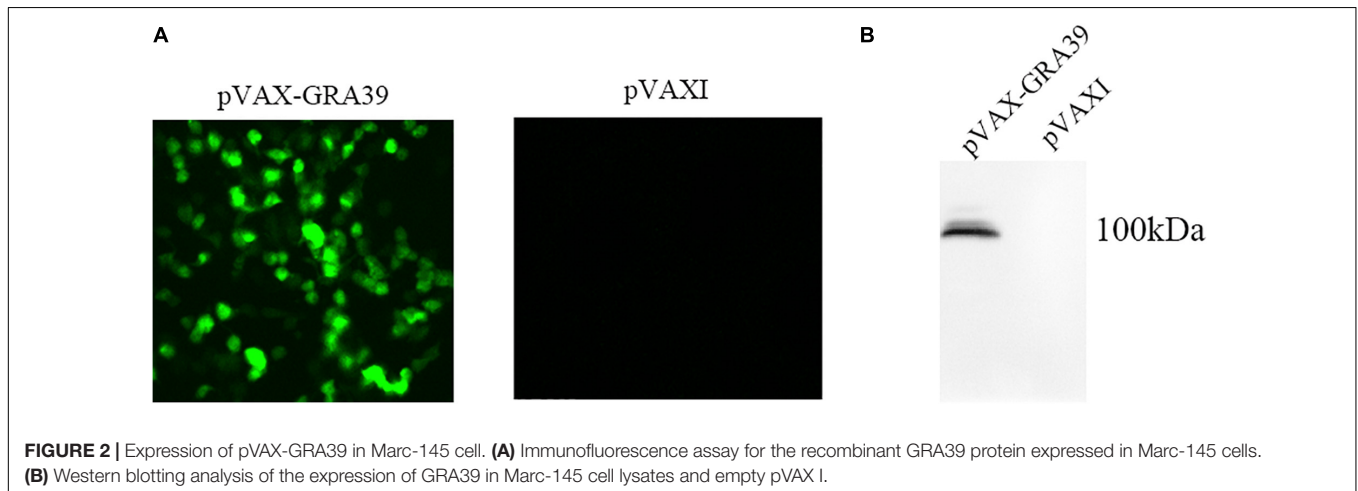 A
B
pVAX-GRA39
pVAXI
pVAX-GRA39
pVAXI
100kDa
FIGURE 2 | Expression of pVAX-GRA39 in Marc-145 cell. (A) Immunofluorescence assay for the recombinant GRA39 protein expressed in Marc-145 cells.
(B) Western blotting analysis of the expression of GRA39 in Marc-145 cell lysates and empty pVAX I.